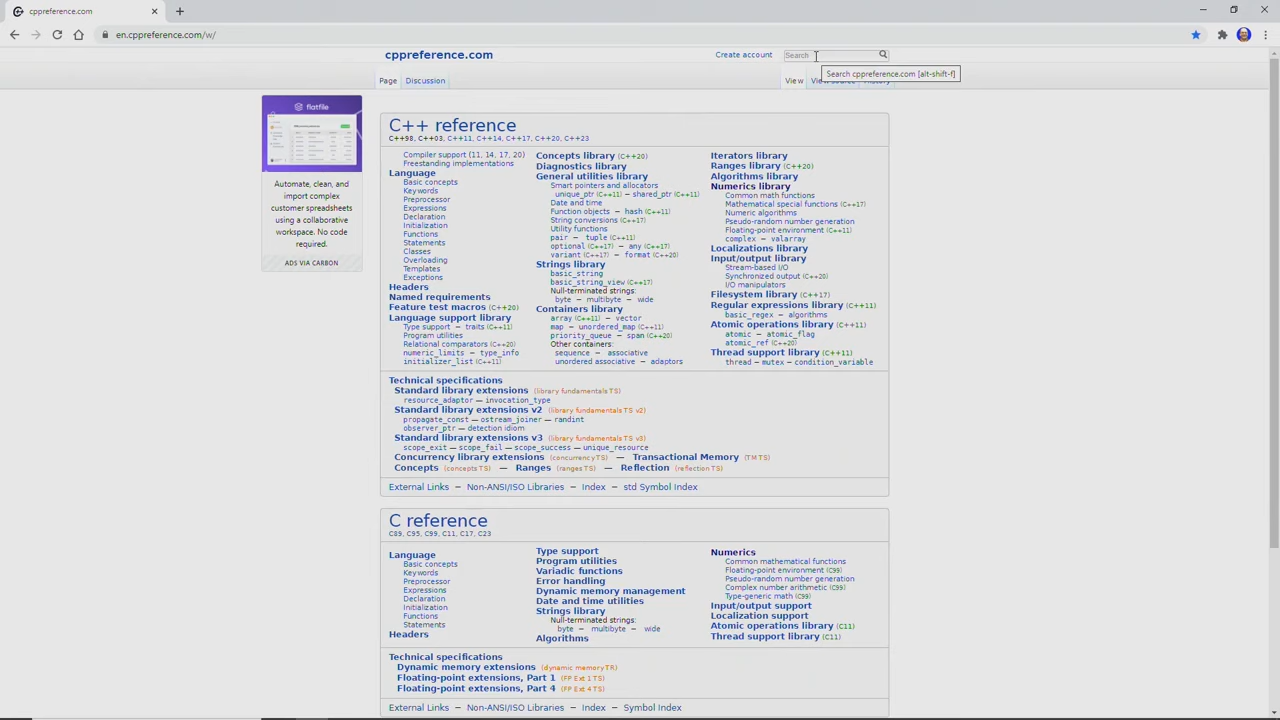 cppreference.com
en.cppreference.com/w/
cppreference.com
Create account
Search
Search cppreference.com [alt-shift-f]
Page Discussion
View
flatfile
Automate, clean, and
import complex
customer spreadsheets
using a collaborative
workspace. No code
required.
ADS VIA CARBON
C++ reference
C++98, C++03, C++11, C++14, C++17, C++20, C++23
Compiler support (11, 14, 17, 20)
Freestanding implementations
Language
Basic concepts
Keywords
Preprocessor
Expressions
Declaration
Initialization
Functions
Statements
Classes
Overloading
Templates
Exceptions
Headers
Named requirements
Feature test macros (C++20)
Language support library
Type support − traits (C++11)
Program utilities
Relational comparators (C++20)
numeric_limits − type_info
initializer_list (C++11)
Concepts library (C++20)
Diagnostics library
General utilities library
Smart pointers and allocators
unique_ptr (C++11) − shared_ptr (C++11)
Date and time
Function objects − hash (C++11)
String conversions (C++17)
Utility functions
pair − tuple (C++11)
optional (C++17) − any (C++17)
variant (C++17) − format (C++20)
Strings library
basic_string
basic_string_view (C++17)
Null-terminated strings:
byte − multibyte − wide
Containers library
array (C++11) − vector
map − unordered_map (C++11)
priority_queue − span (C++20)
Other containers:
sequence − associative
unordered associative − adaptors
Iterators library
Ranges library (C++20)
Algorithms library
Numerics library
Common math functions
Mathematical special functions (C++17)
Numeric algorithms
Pseudo-random number generation
Floating-point environment (C++11)
complex − valarray
Localizations library
Input/output library
Stream-based I/O
Synchronized output (C++20)
I/O manipulators
Filesystem library (C++17)
Regular expressions library (C++11)
basic_regex − algorithms
Atomic operations library (C++11)
atomic − atomic_flag
atomic_ref (C++20)
Thread support library (C++11)
thread − mutex − condition_variable
Technical specifications
Standard library extensions (library fundamentals TS)
resource_adaptor — invocation_type
Standard library extensions v2 (library fundamentals TS v2)
propagate_const — ostream_joiner — randint
observer_ptr — detection idiom
Standard library extensions v3 (library fundamentals TS v3)
scope_exit — scope_fail — scope_success — unique_resource
Concurrency library extensions (concurrency TS) — Transactional Memory (TM TS)
Concepts (concepts TS) — Ranges (ranges TS) — Reflection (reflection TS)
External Links − Non-ANSI/ISO Libraries − Index − std Symbol Index
C reference
C89, C95, C99, C11, C17, C23
Language
Basic concepts
Keywords
Preprocessor
Expressions
Declaration
Initialization
Functions
Statements
Headers
Type support
Program utilities
Variadic functions
Error handling
Dynamic memory management
Date and time utilities
Strings library
Null-terminated strings:
byte − multibyte − wide
Algorithms
Numerics
Common mathematical functions
Floating-point environment (C99)
Pseudo-random number generation
Complex number arithmetic (C99)
Type-generic math (C99)
Input/output support
Localization support
Atomic operations library (C11)
Thread support library (C11)
Technical specifications
Dynamic memory extensions (dynamic memory TR)
Floating-point extensions, Part 1 (FP Ext 1 TS)
Floating-point extensions, Part 4 (FP Ext 4 TS)
External Links − Non-ANSI/ISO Libraries − Index − Symbol Index